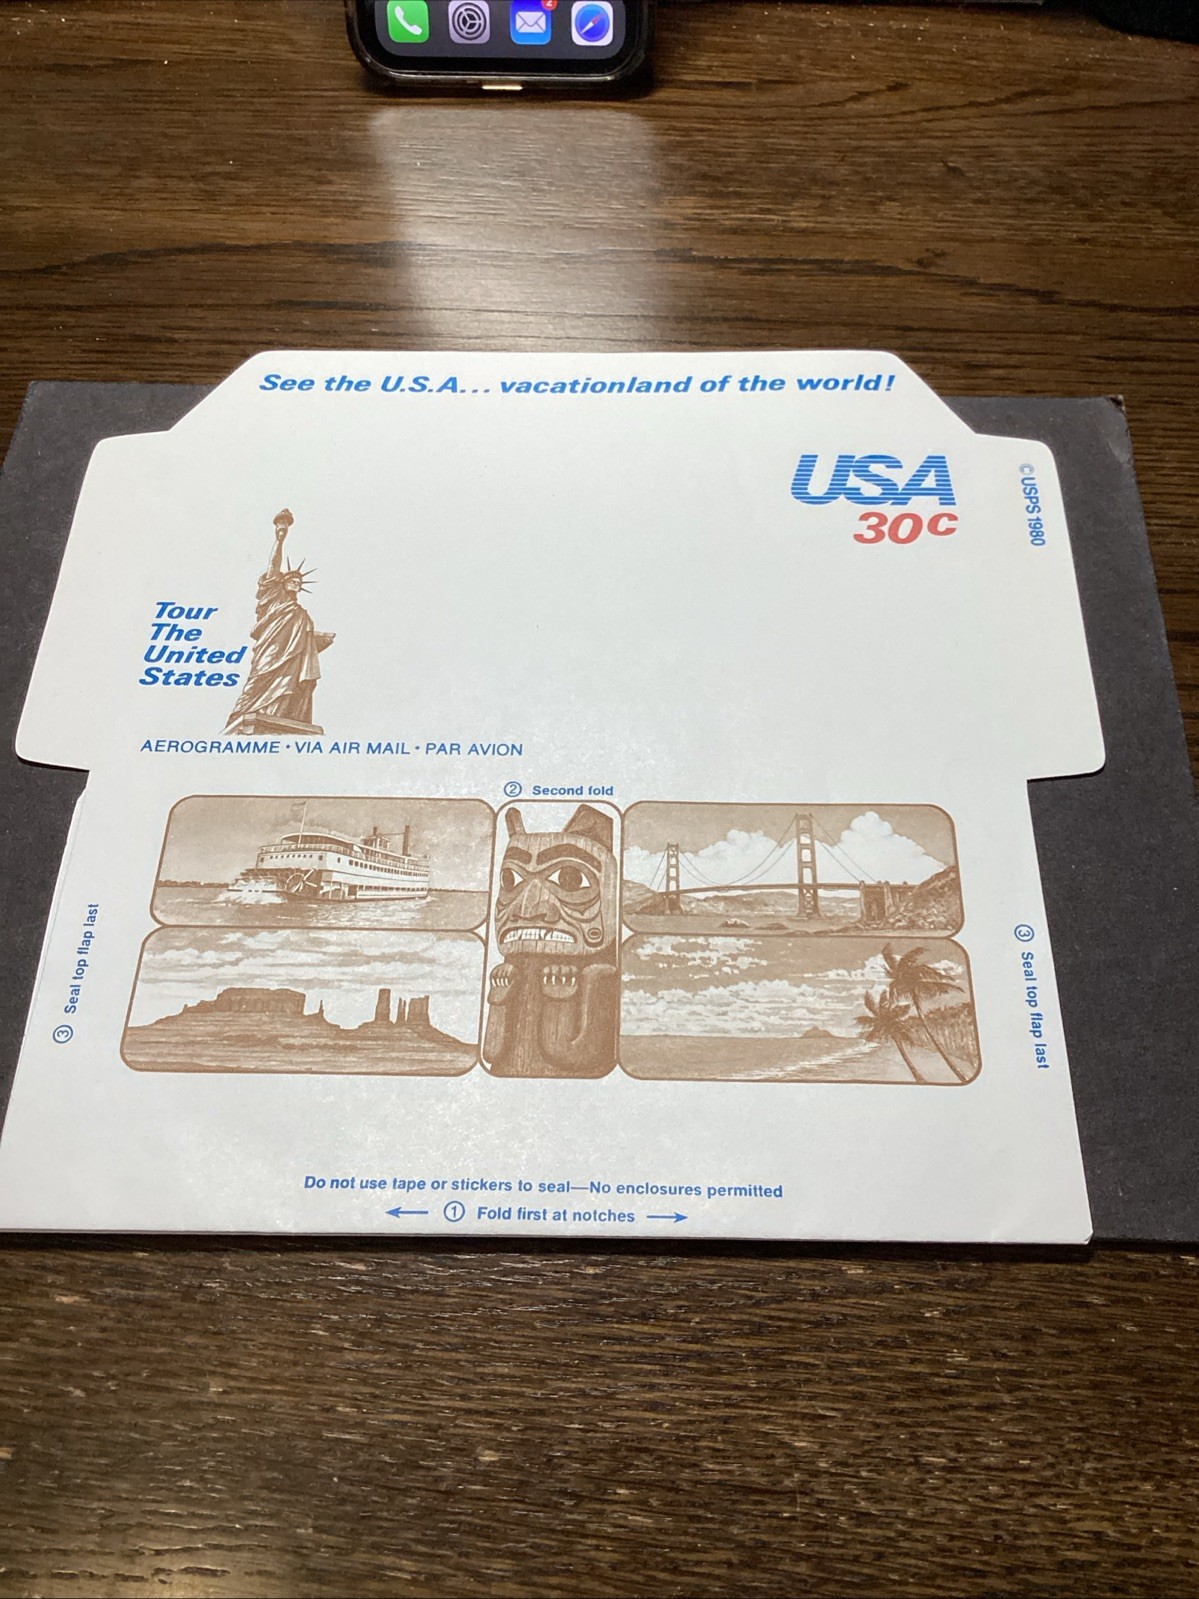 2
See the U.S.A... vacationland of the world!
USA
30c
© USPS 1980
Tour
The
United
States
AEROGRAMME • VIA AIR MAIL • PAR AVION
2 Second fold
3 Seal top flap last
3 Seal top flap last
Do not use tape or stickers to seal—No enclosures permitted
1 Fold first at notches